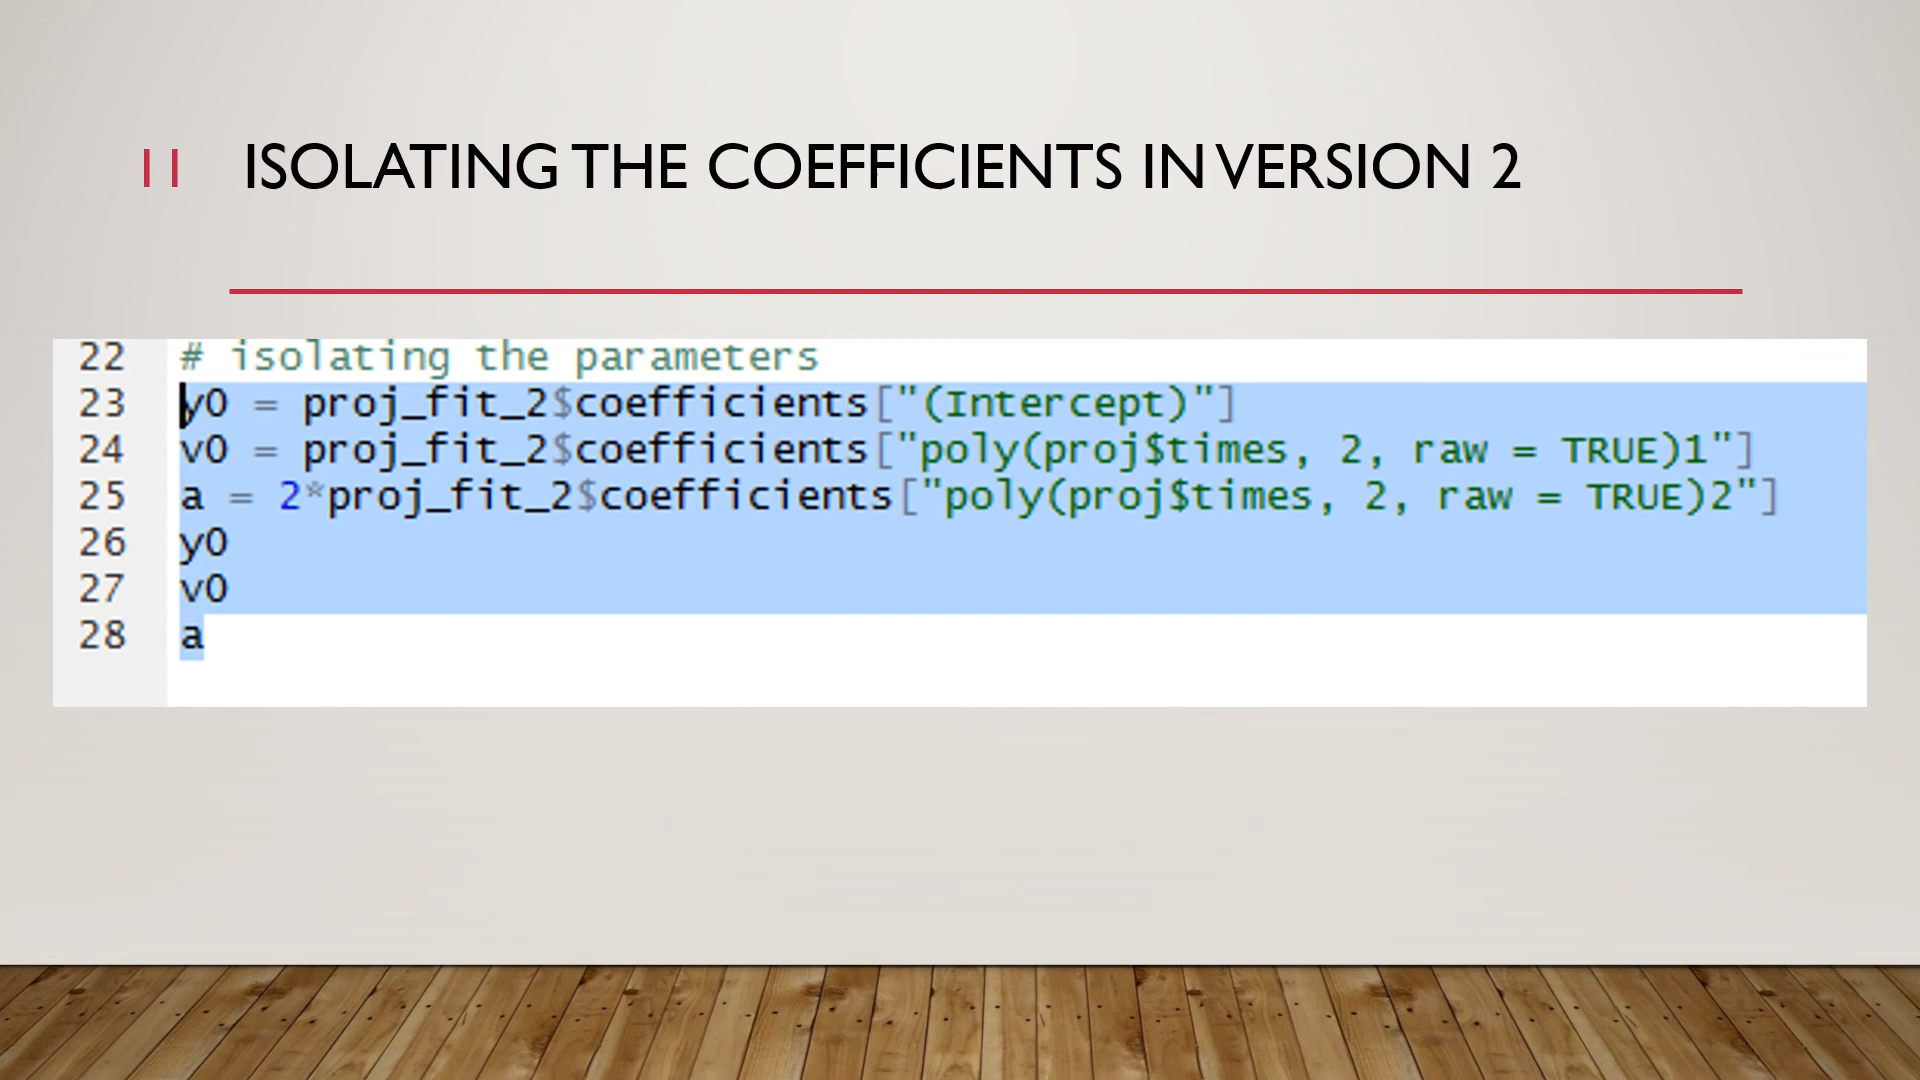 11 ISOLATING THE COEFFICIENTS IN VERSION 2
22 # isolating the parameters
23 y0 = proj_fit_2$coefficients["(Intercept)"]
24 v0 = proj_fit_2$coefficients["poly(proj$times, 2, raw = TRUE)1"]
25 a = 2*proj_fit_2$coefficients["poly(proj$times, 2, raw = TRUE)2"]
26 y0
27 v0
28 a